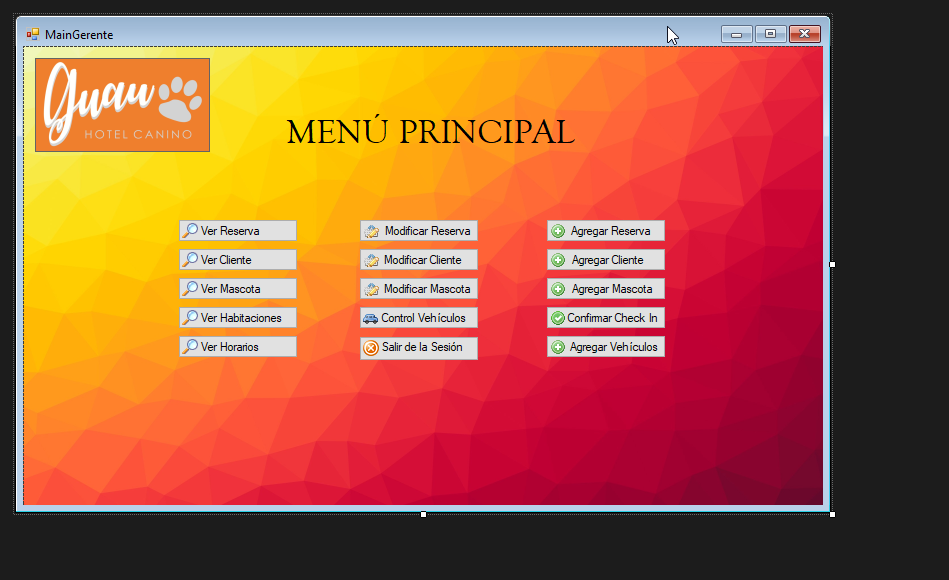 MainGerente
Guau
HOTEL CANINO
MENÚ PRINCIPAL
Ver Reserva
Modificar Reserva
Agregar Reserva
Ver Cliente
Modificar Cliente
Agregar Cliente
Ver Mascota
Modificar Mascota
Agregar Mascota
Ver Habitaciones
Control Vehículos
Confirmar Check In
Ver Horarios
Salir de la Sesión
Agregar Vehículos